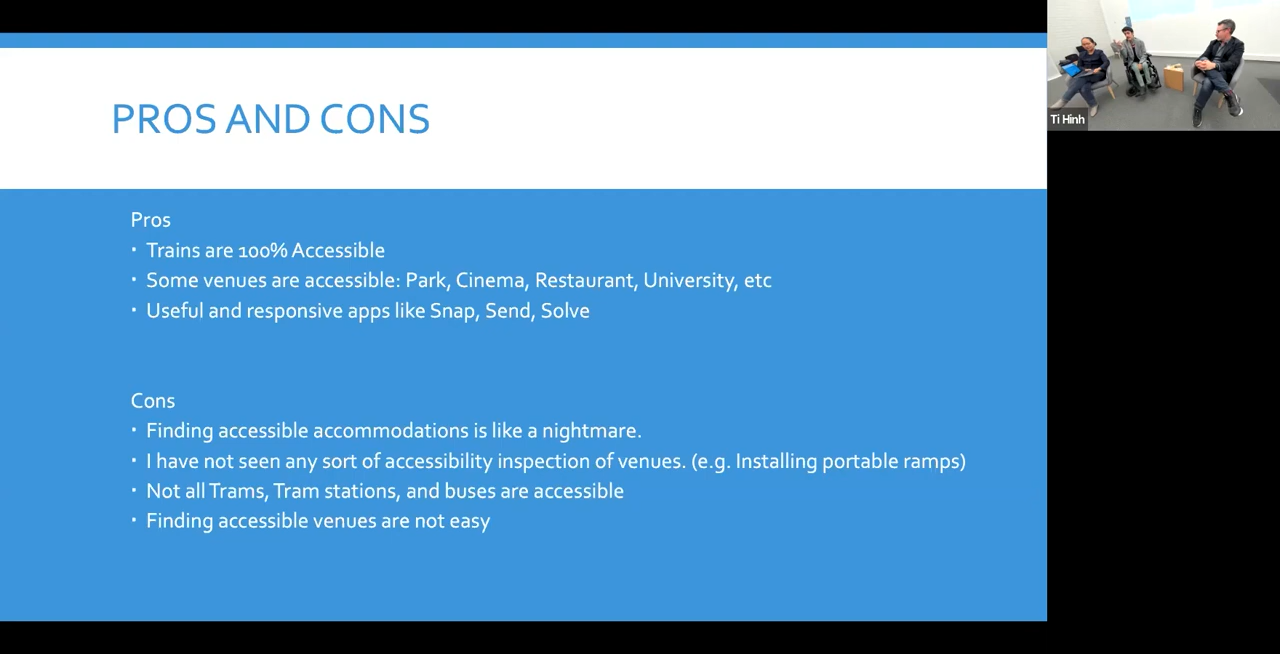 PROS AND CONS
Pros
• Trains are 100% Accessible
• Some venues are accessible: Park, Cinema, Restaurant, University, etc
• Useful and responsive apps like Snap, Send, Solve
Cons
• Finding accessible accommodations is like a nightmare.
• I have not seen any sort of accessibility inspection of venues. (e.g. Installing portable ramps)
• Not all Trams, Tram stations, and buses are accessible
• Finding accessible venues are not easy
Ti Hinh